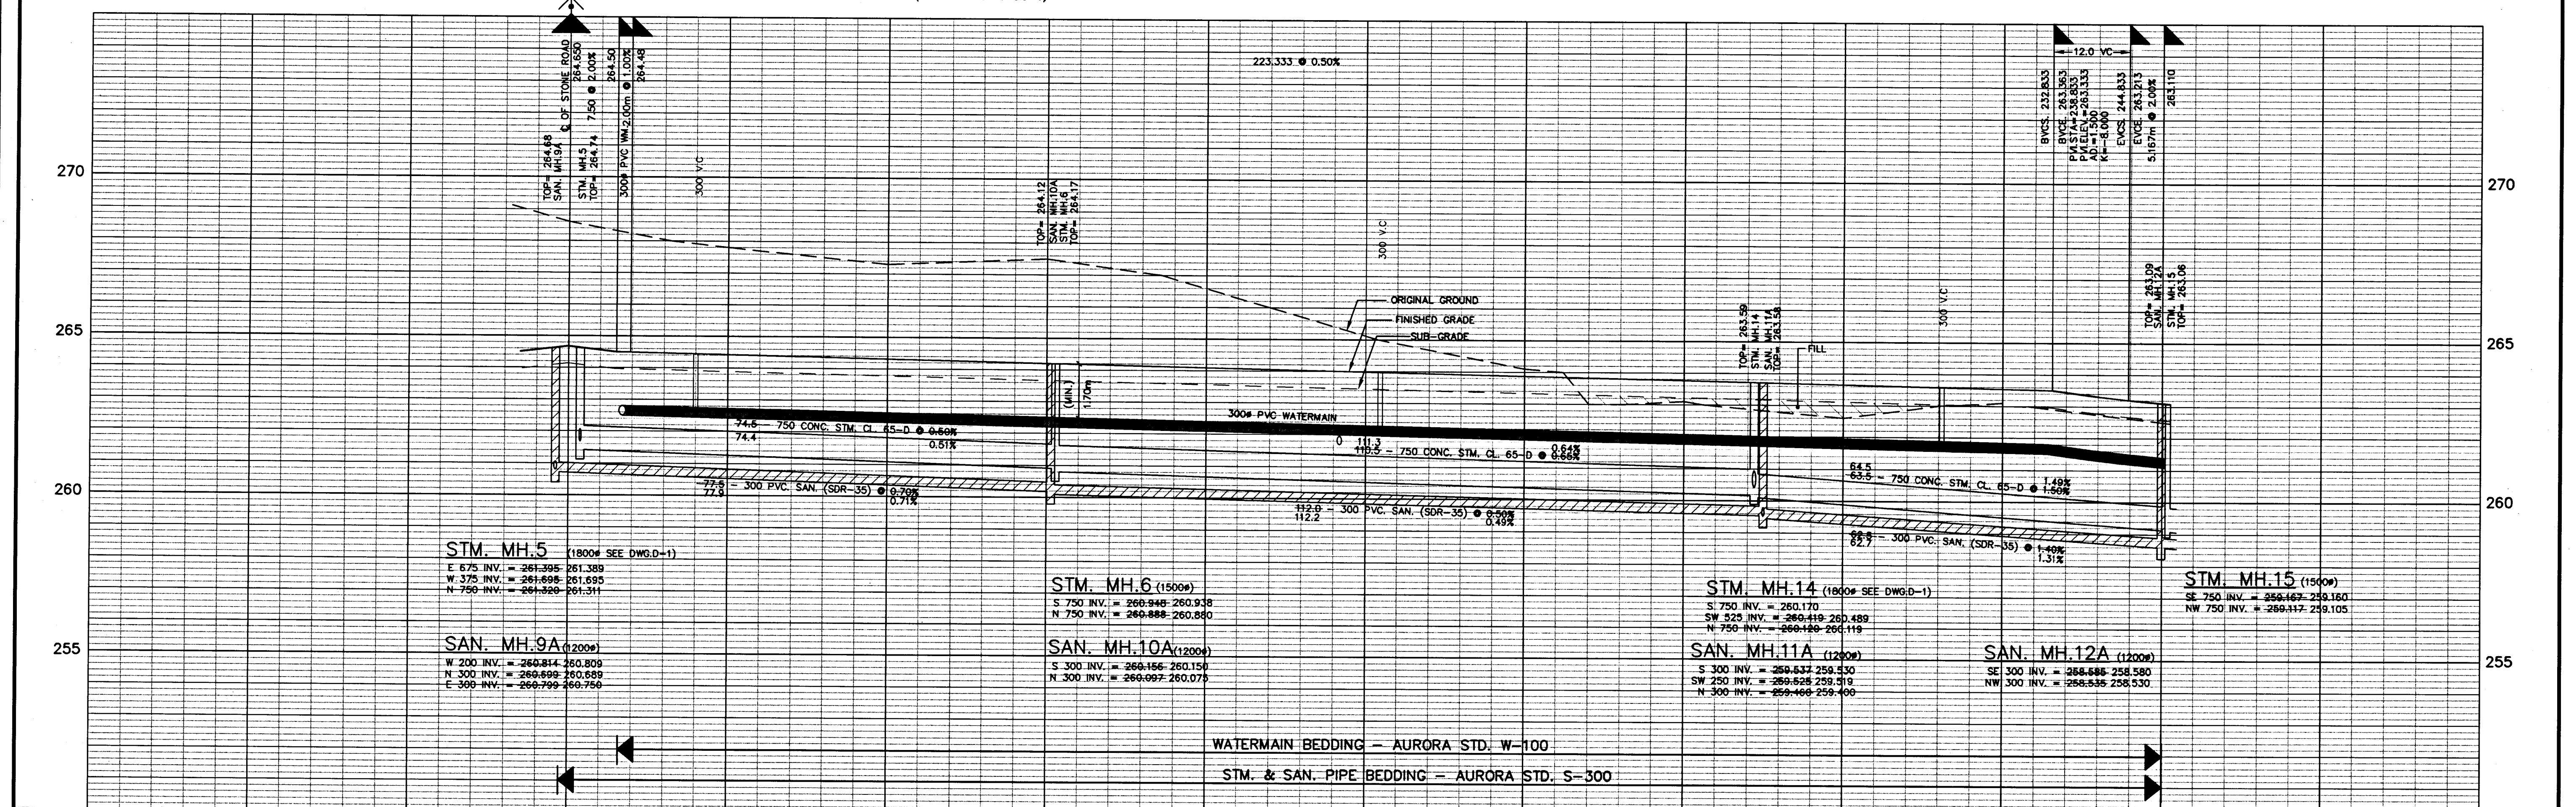 223.333 @ 0.50%
TOP= 264.68
SAN. MH.9A
℄ OF STONE ROAD
264.650
STM. MH.5
TOP= 264.74
7.50 @ 2.00%
264.50
300ø PVC WM.
2.00m @ 1.00%
264.48
300 V.C
TOP= 264.12
SAN. MH.10A
STM. MH.6
TOP= 264.17
300 V.C
TOP= 263.59
STM. MH.14
SAN. MH.11A
TOP= 263.58
300 V.C
12.0 VC
BVCS. 232.833
BVCE. 263.363
PVI.STA=238.833
PVI.ELEV.=263.333
AD.=1.500
K=-8.000
EVCS. 244.833
EVCE. 263.213
5.167m @ 2.00%
263.110
TOP= 263.09
SAN. MH.12A
STM. MH.15
TOP= 263.06
270
270
265
265
260
260
255
255
ORIGINAL GROUND
FINISHED GRADE
SUB-GRADE
FILL
(MIN.)
1.70m
300ø PVC WATERMAIN
74.5 - 750 CONC. STM. CL. 65-D @ 0.50%
74.4
0.51%
0 111.3
0.64%
110.5 - 750 CONC. STM. CL. 65-D @ 0.65%
64.5
1.49%
63.5 - 750 CONC. STM. CL. 65-D @ 1.50%
77.5 - 300 PVC. SAN. (SDR-35) @ 0.70%
77.9
0.71%
112.0 - 300 PVC. SAN. (SDR-35) @ 0.50%
112.2
0.49%
62.8 - 300 PVC. SAN. (SDR-35) @ 1.40%
62.7
1.31%
STM. MH.5 (1800ø SEE DWG.D-1)
E 675 INV. = 261.395 261.389
W 375 INV. = 261.695 261.695
N 750 INV. = 261.320 261.311
SAN. MH.9A (1200ø)
W 200 INV. = 260.814 260.809
N 300 INV. = 260.699 260.689
E 300 INV. = 260.799 260.750
STM. MH.6 (1500ø)
S 750 INV. = 260.948 260.938
N 750 INV. = 260.888 260.880
SAN. MH.10A (1200ø)
S 300 INV. = 260.156 260.150
N 300 INV. = 260.097 260.075
STM. MH.14 (1800ø SEE DWG.D-1)
S 750 INV. = 260.170
SW 525 INV. = 260.419 260.489
N 750 INV. = 260.120 260.119
SAN. MH.11A (1200ø)
S 300 INV. = 259.537 259.530
SW 250 INV. = 259.525 259.519
N 300 INV. = 259.460 259.400
SAN. MH.12A (1200ø)
SE 300 INV. = 258.585 258.580
NW 300 INV. = 258.535 258.530
STM. MH.15 (1500ø)
SE 750 INV. = 259.167 259.160
NW 750 INV. = 259.117 259.105
WATERMAIN BEDDING - AURORA STD. W-100
STM. & SAN. PIPE BEDDING - AURORA STD. S-300